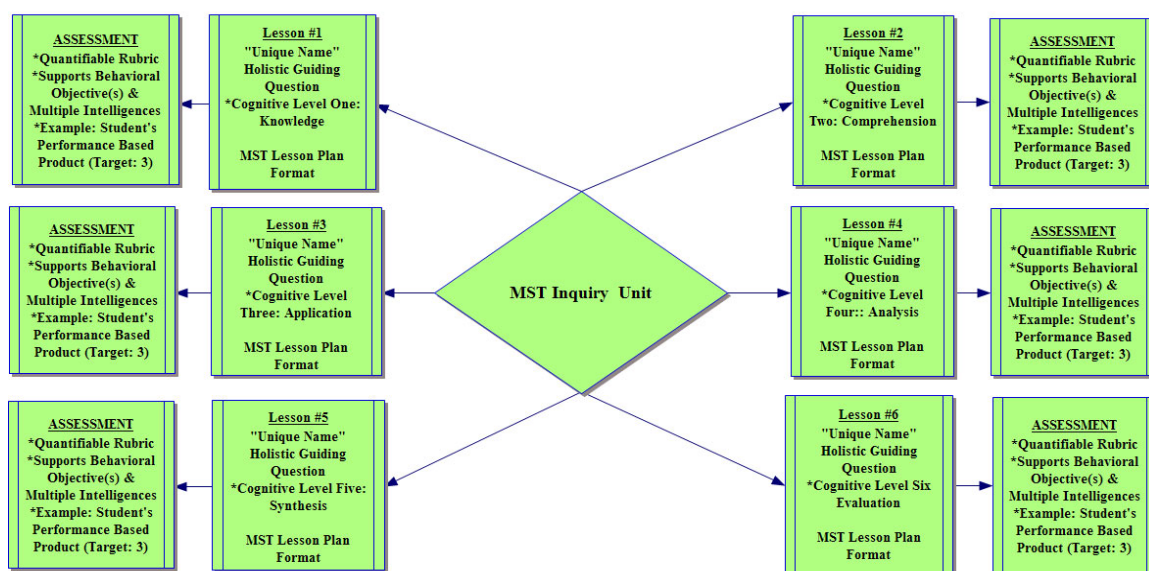 ASSESSMENT
*Quantifiable Rubric
*Supports Behavioral
Objective(s) &
Multiple Intelligences
*Example: Student's
Performance Based
Product (Target: 3)
Lesson #1
"Unique Name"
Holistic Guiding
Question
*Cognitive Level One:
Knowledge
MST Lesson Plan
Format
Lesson #2
"Unique Name"
Holistic Guiding
Question
*Cognitive Level
Two: Comprehension
MST Lesson Plan
Format
ASSESSMENT
*Quantifiable Rubric
*Supports Behavioral
Objective(s) &
Multiple Intelligences
*Example: Student's
Performance Based
Product (Target: 3)
ASSESSMENT
*Quantifiable Rubric
*Supports Behavioral
Objective(s) &
Multiple Intelligences
*Example: Student's
Performance Based
Product (Target: 3)
Lesson #3
"Unique Name"
Holistic Guiding
Question
*Cognitive Level
Three: Application
MST Lesson Plan
Format
MST Inquiry Unit
Lesson #4
"Unique Name"
Holistic Guiding
Question
*Cognitive Level
Four:: Analysis
MST Lesson Plan
Format
ASSESSMENT
*Quantifiable Rubric
*Supports Behavioral
Objective(s) &
Multiple Intelligences
*Example: Student's
Performance Based
Product (Target: 3)
ASSESSMENT
*Quantifiable Rubric
*Supports Behavioral
Objective(s) &
Multiple Intelligences
*Example: Student's
Performance Based
Product (Target: 3)
Lesson #5
"Unique Name"
Holistic Guiding
Question
*Cognitive Level Five:
Synthesis
MST Lesson Plan
Format
Lesson #6
"Unique Name"
Holistic Guiding
Question
*Cognitive Level Six
Evaluation
MST Lesson Plan
Format
ASSESSMENT
*Quantifiable Rubric
*Supports Behavioral
Objective(s) &
Multiple Intelligences
*Example: Student's
Performance Based
Product (Target: 3)